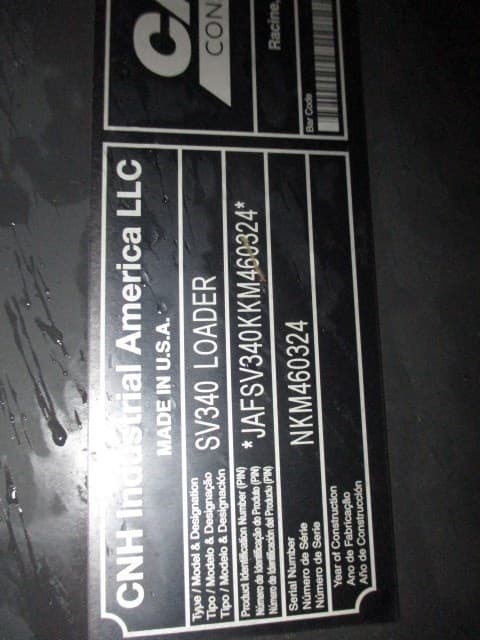 CA
CON
Racine,
Bar Code
CNH Industrial America LLC
MADE IN U.S.A.
Type / Model & Designation
Tipo / Modelo & Designação
Tipo / Modelo & Designación
SV340 LOADER
Product Identification Number (PIN)
Número de Identificação do Produto (PIN)
Número de Identificación del Producto (PIN)
*JAFSV340KKM460324*
Serial Number
Número de Série
Número de Serie
NKM460324
Year of Construction
Ano de Fabricação
Año de Construcción